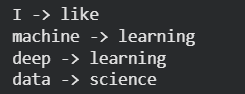 I -> like
machine -> learning
deep -> learning
data -> science